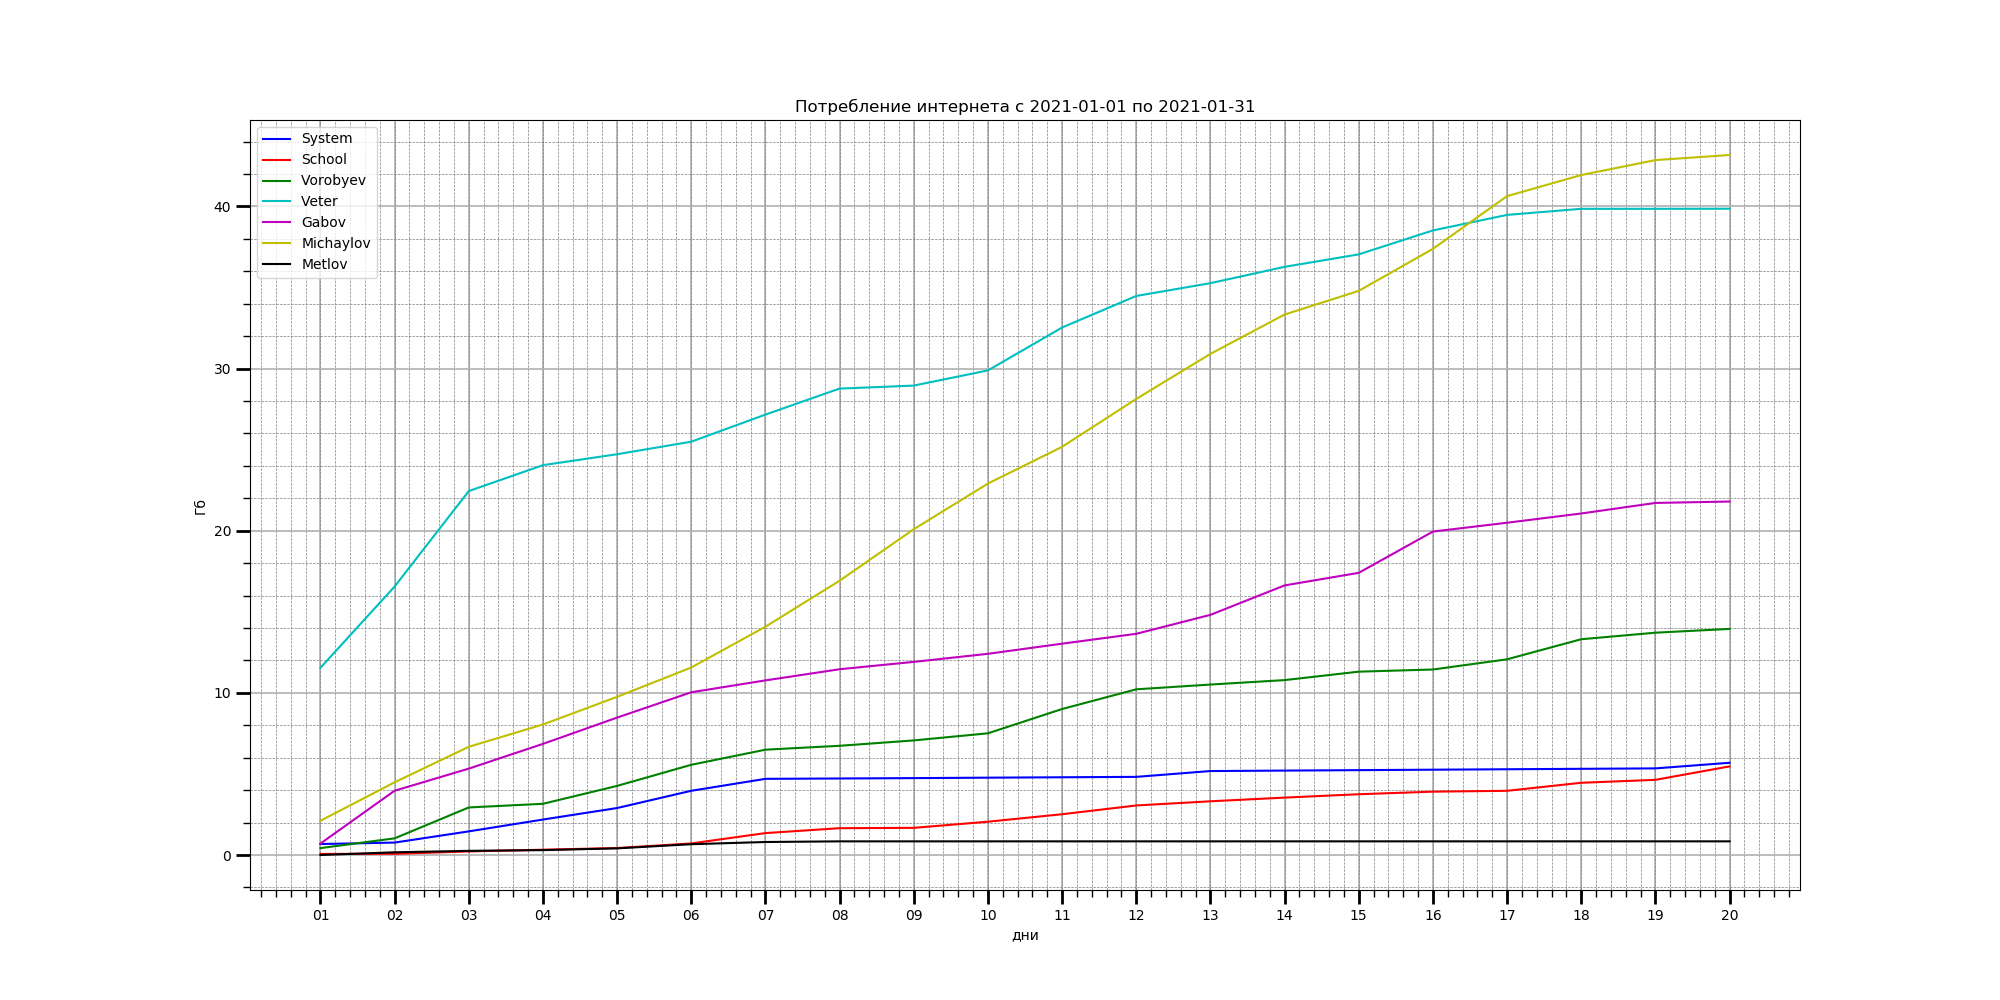 Потребление интернета с 2021-01-01 по 2021-01-31
System
School
Vorobyev
Veter
Gabov
Michaylov
Metlov
40
30
20
10
0
Гб
01 02 03 04 05 06 07 08 09 10 11 12 13 14 15 16 17 18 19 20
дни